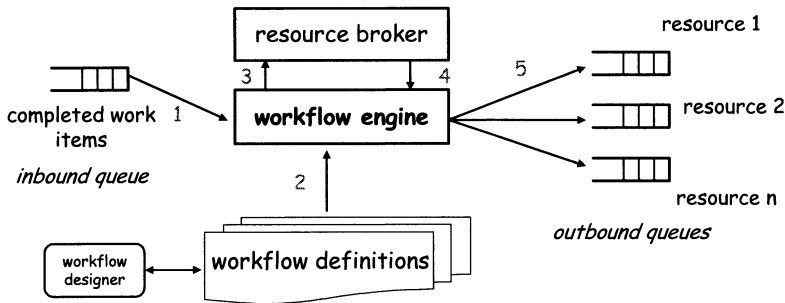 resource broker
resource 1
3
4
5
completed work
items
1
workflow engine
resource 2
inbound queue
2
resource n
outbound queues
workflow
designer
workflow definitions